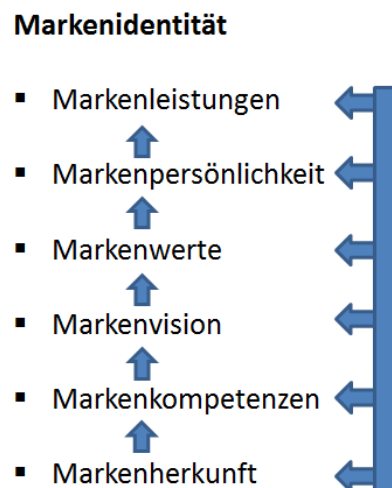 Markenidentität
Markenleistungen
Markenpersönlichkeit
Markenwerte
Markenvision
Markenkompetenzen
Markenherkunft